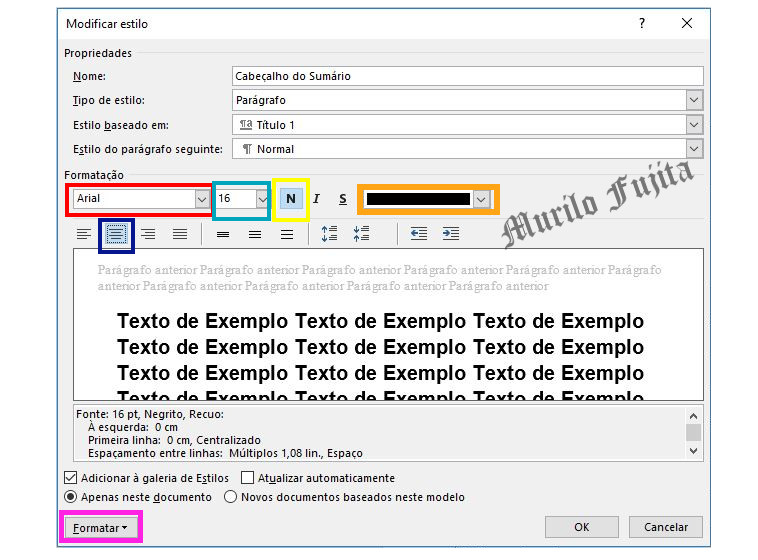 Modificar estilo
?
Propriedades
Nome: Cabeçalho do Sumário
Tipo de estilo: Parágrafo
Estilo baseado em: ¶a Título 1
Estilo do parágrafo seguinte: ¶ Normal
Formatação
Arial 16 N I S
Murilo Fujita
Parágrafo anterior Parágrafo anterior Parágrafo anterior Parágrafo anterior Parágrafo anterior Parágrafo
anterior Parágrafo anterior Parágrafo anterior Parágrafo anterior Parágrafo anterior
Texto de Exemplo Texto de Exemplo Texto de Exemplo
Texto de Exemplo Texto de Exemplo Texto de Exemplo
Texto de Exemplo Texto de Exemplo Texto de Exemplo
Texto de Exemplo Texto de Exemplo Texto de Exemplo
Fonte: 16 pt, Negrito, Recuo:
À esquerda: 0 cm
Primeira linha: 0 cm, Centralizado
Espaçamento entre linhas: Múltiplos 1,08 lin., Espaço
Adicionar à galeria de Estilos Atualizar automaticamente
Apenas neste documento Novos documentos baseados neste modelo
Formatar OK Cancelar